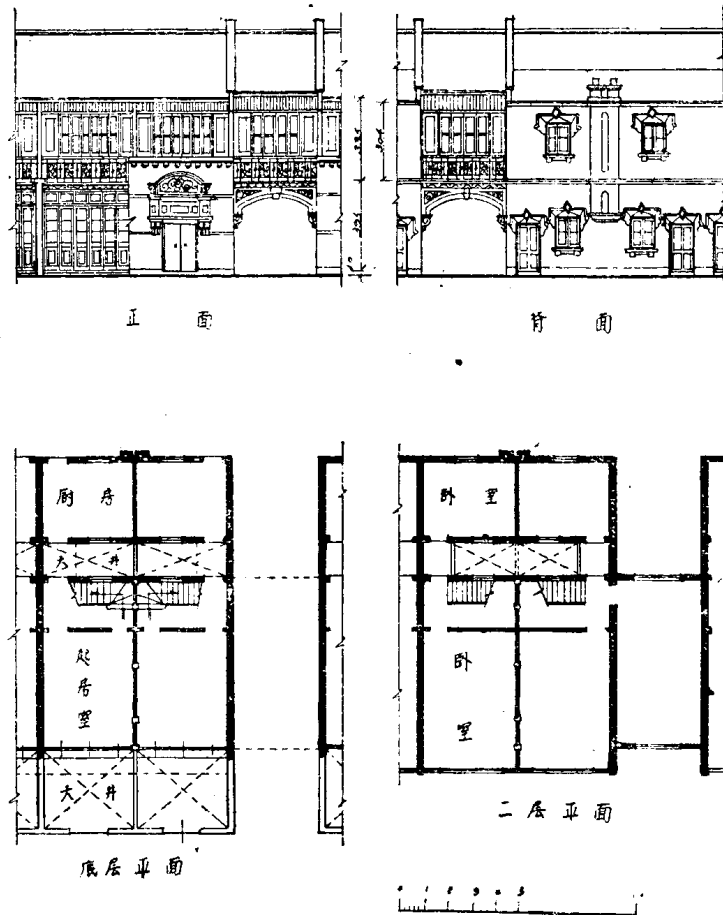 正 面
背 面
厨 房
天 井
起居室
天 井
底层平面
卧 室
卧 室
二层平面